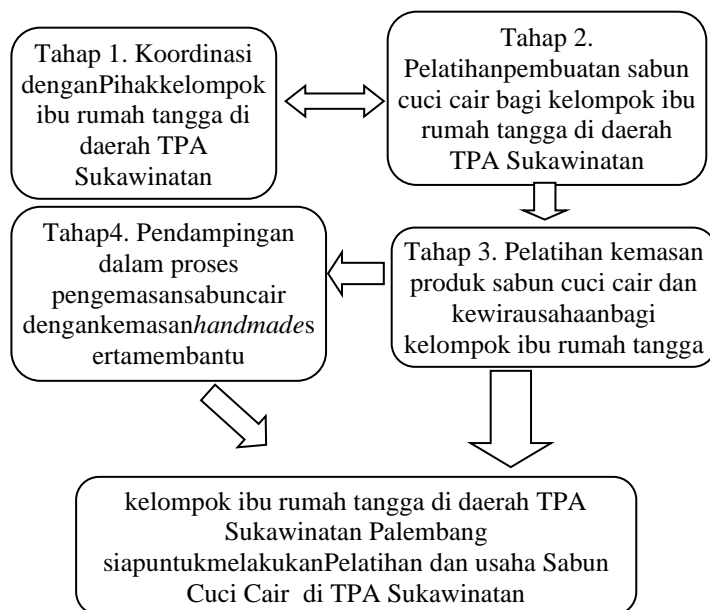 Tahap 1. Koordinasi
denganPihakkelompok
ibu rumah tangga di
daerah TPA
Sukawinatan
Tahap 2.
Pelatihanpembuatan sabun
cuci cair bagi kelompok ibu
rumah tangga di daerah
TPA Sukawinatan
Tahap 3. Pelatihan kemasan
produk sabun cuci cair dan
kewirausahaanbagi
kelompok ibu rumah tangga
Tahap4. Pendampingan
dalam proses
pengemasansabuncair
dengankemasanhandmades
ertamembantu
kelompok ibu rumah tangga di daerah TPA
Sukawinatan Palembang
siapuntukmelakukanPelatihan dan usaha Sabun
Cuci Cair  di TPA Sukawinatan